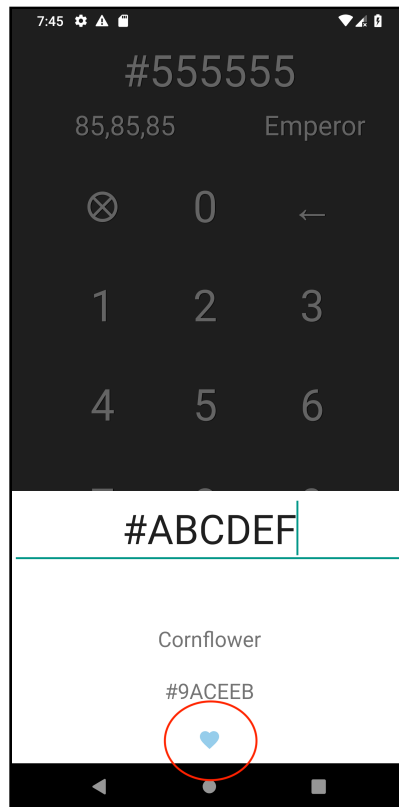 7:45
#555555
85,85,85 Emperor
⊗ 0 ←
1 2 3
4 5 6
#ABCDEF
Cornflower
#9ACEEB